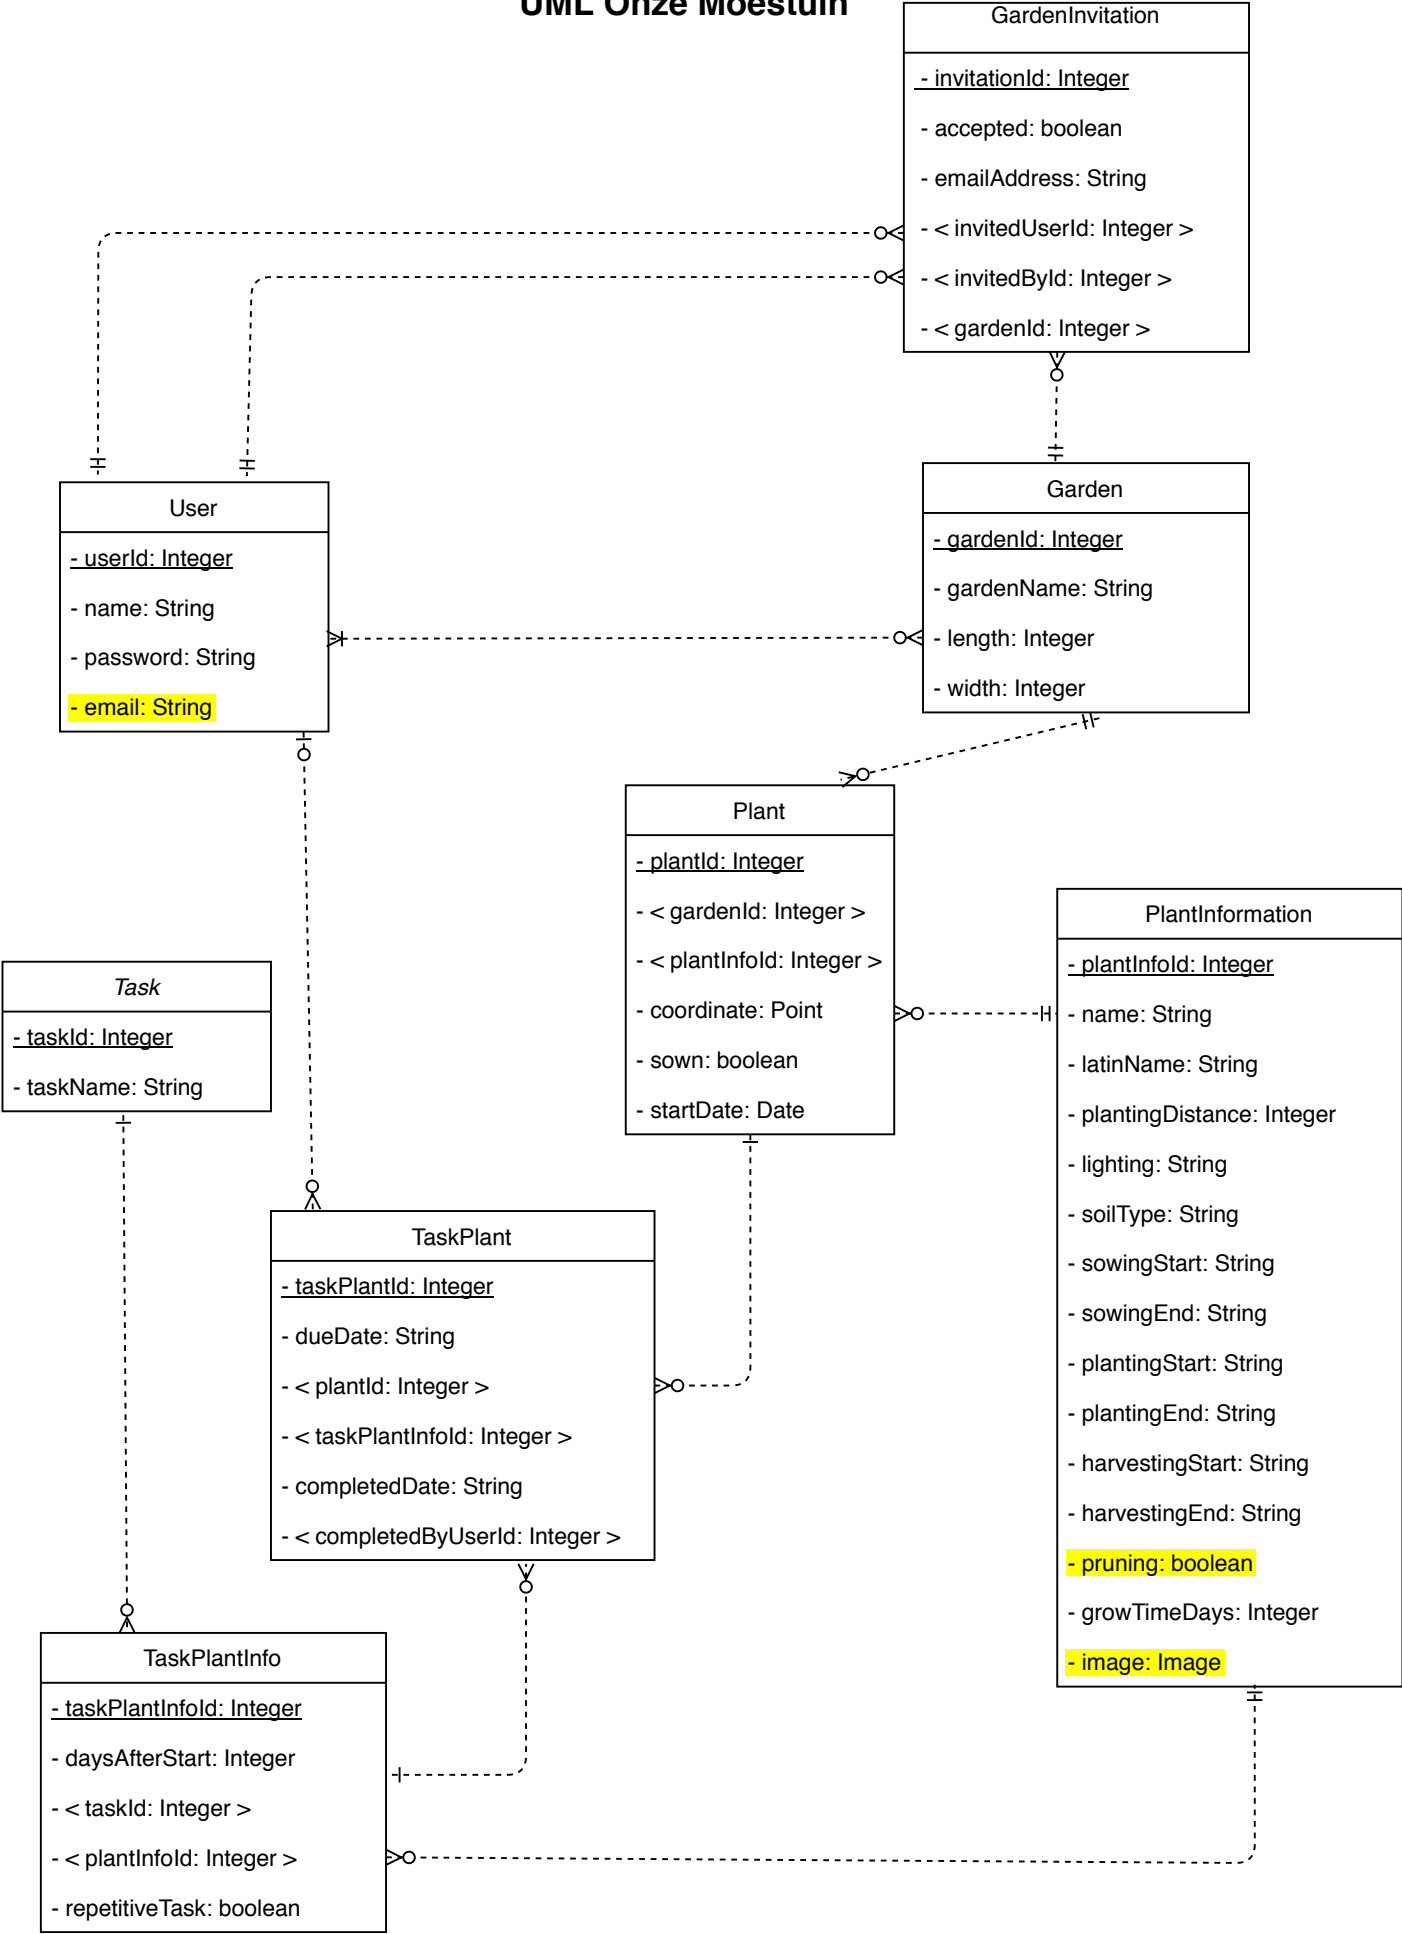 UML Onze Moestuin
GardenInvitation
- invitationId: Integer
- accepted: boolean
- emailAddress: String
- < invitedUserId: Integer >
- < invitedById: Integer >
- < gardenId: Integer >
User
- userId: Integer
- name: String
- password: String
- email: String
Garden
- gardenId: Integer
- gardenName: String
- length: Integer
- width: Integer
Plant
- plantId: Integer
- < gardenId: Integer >
- < plantInfoId: Integer >
- coordinate: Point
- sown: boolean
- startDate: Date
PlantInformation
- plantInfoId: Integer
- name: String
- latinName: String
- plantingDistance: Integer
- lighting: String
- soilType: String
- sowingStart: String
- sowingEnd: String
- plantingStart: String
- plantingEnd: String
- harvestingStart: String
- harvestingEnd: String
- pruning: boolean
- growTimeDays: Integer
- image: Image
Task
- taskId: Integer
- taskName: String
TaskPlant
- taskPlantId: Integer
- dueDate: String
- < plantId: Integer >
- < taskPlantInfoId: Integer >
- completedDate: String
- < completedByUserId: Integer >
TaskPlantInfo
- taskPlantInfoId: Integer
- daysAfterStart: Integer
- < taskId: Integer >
- < plantInfoId: Integer >
- repetitiveTask: boolean